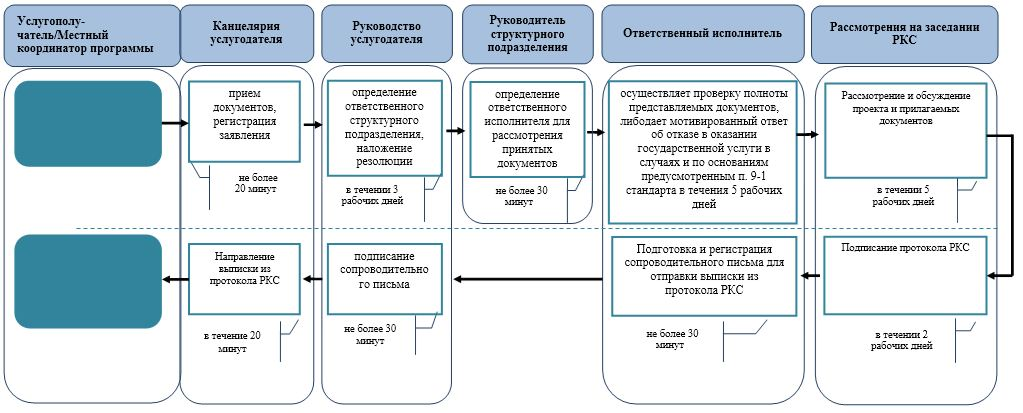 Услугополу-
чатель/Местный
координатор программы
Канцелярия
услугодателя
Руководство
услугодателя
Руководитель
структурного
подразделения
Ответственный исполнитель
Рассмотрения на заседании
РКС
прием
документов,
регистрация
заявления
не более
20 минут
определение
ответственного
структурного
подразделения,
наложение
резолюции
в течении 3
рабочих дней
определение
ответственного
исполнителя для
рассмотрения
принятых
документов
не более 30
минут
осуществляет проверку полноты
представляемых документов,
либодает мотивированный ответ
об отказе в оказании
государственной услуги в
случаях и по основаниям
предусмотренным п. 9-1
стандарта в течения 5 рабочих
дней
Рассмотрение и обсуждение
проекта и прилагаемых
документов
в течении 5
рабочих дней
Направление
выписки из
протокола РКС
в течение 20
минут
подписание
сопроводительно
го письма
не более 30
минут
Подготовка и регистрация
сопроводительного письма для
отправки выписки из
протокола РКС
не более 30
минут
Подписание протокола РКС
в течении 2
рабочих дней